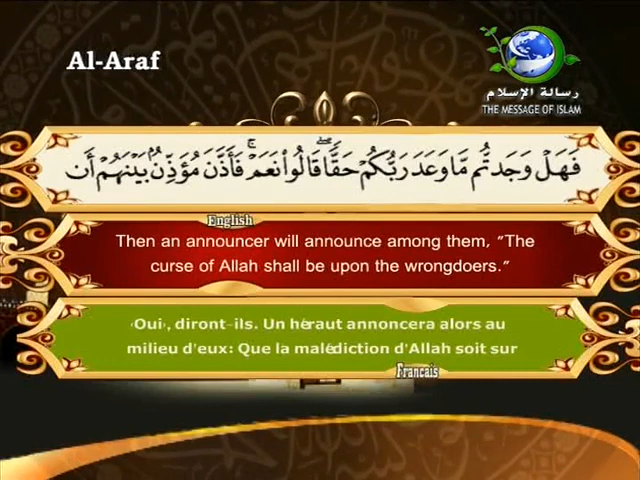 Al-Araf
رسالة الإسلام
THE MESSAGE OF ISLAM
فَهَلْ وَجَدتُّم مَّا وَعَدَ رَبُّكُمْ حَقًّا ۖ قَالُوا۟ نَعَمْ ۚ فَأَذَّنَ مُؤَذِّنٌۢ بَيْنَهُمْ أَن
English
Then an announcer will announce among them, "The
curse of Allah shall be upon the wrongdoers."
‹Oui›, diront-ils. Un héraut annoncera alors au
milieu d'eux: Que la malédiction d'Allah soit sur
Francais